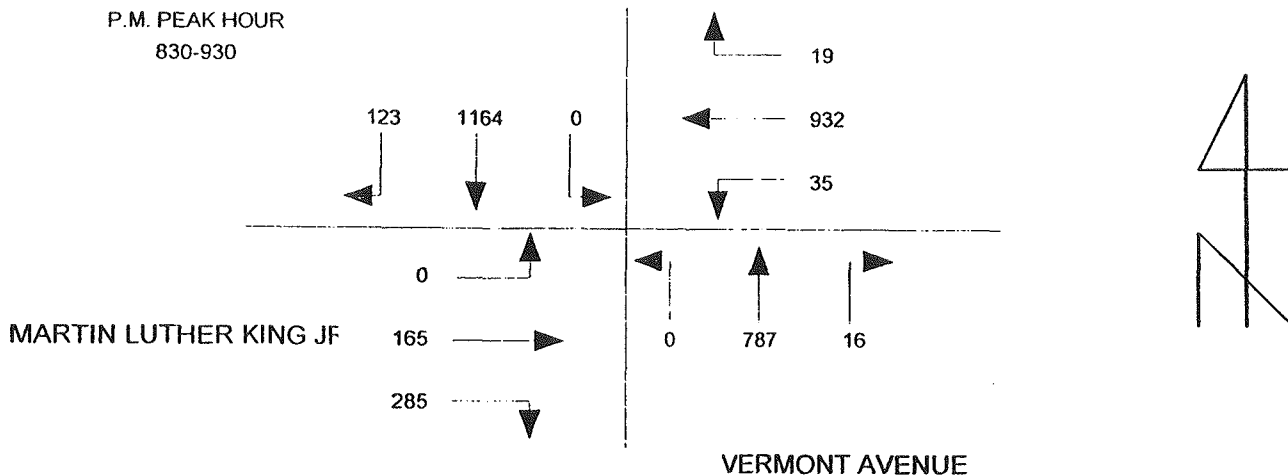 P.M. PEAK HOUR
830-930
19
123 1164 0
932
35
0
MARTIN LUTHER KING JR
165
0 787 16
285
VERMONT AVENUE
N